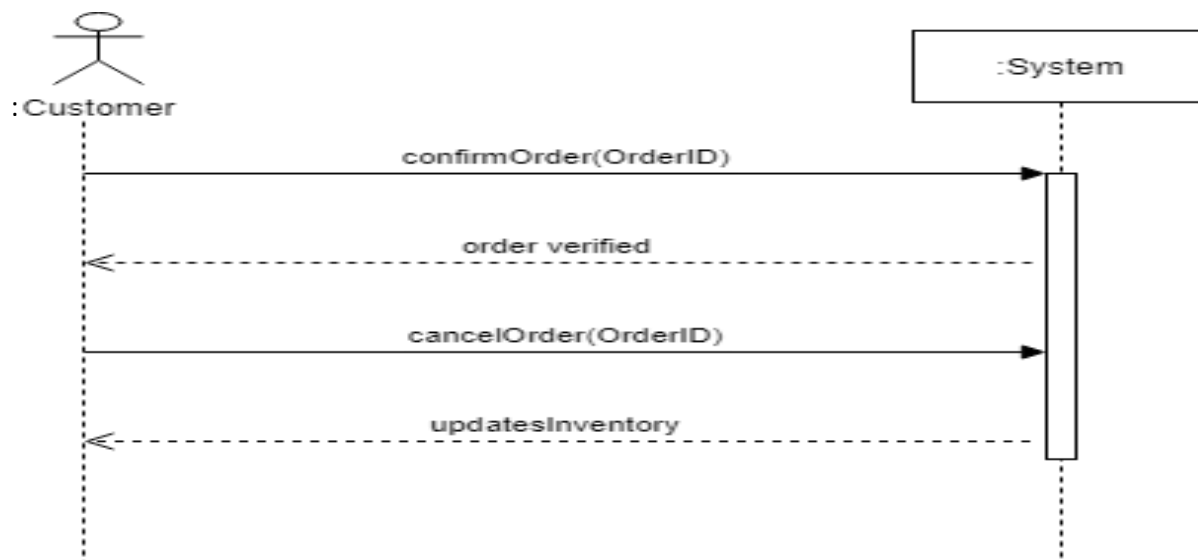 :System
:Customer
confirmOrder(OrderID)
order verified
cancelOrder(OrderID)
updatesInventory